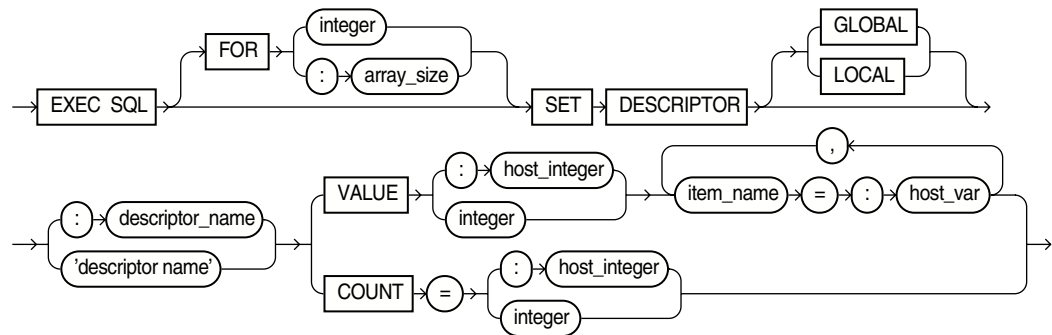 integer
GLOBAL
FOR
: array_size
LOCAL
EXEC SQL
SET
DESCRIPTOR
,
: host_integer
VALUE
item_name = : host_var
: descriptor_name
integer
'descriptor name'
: host_integer
COUNT =
integer